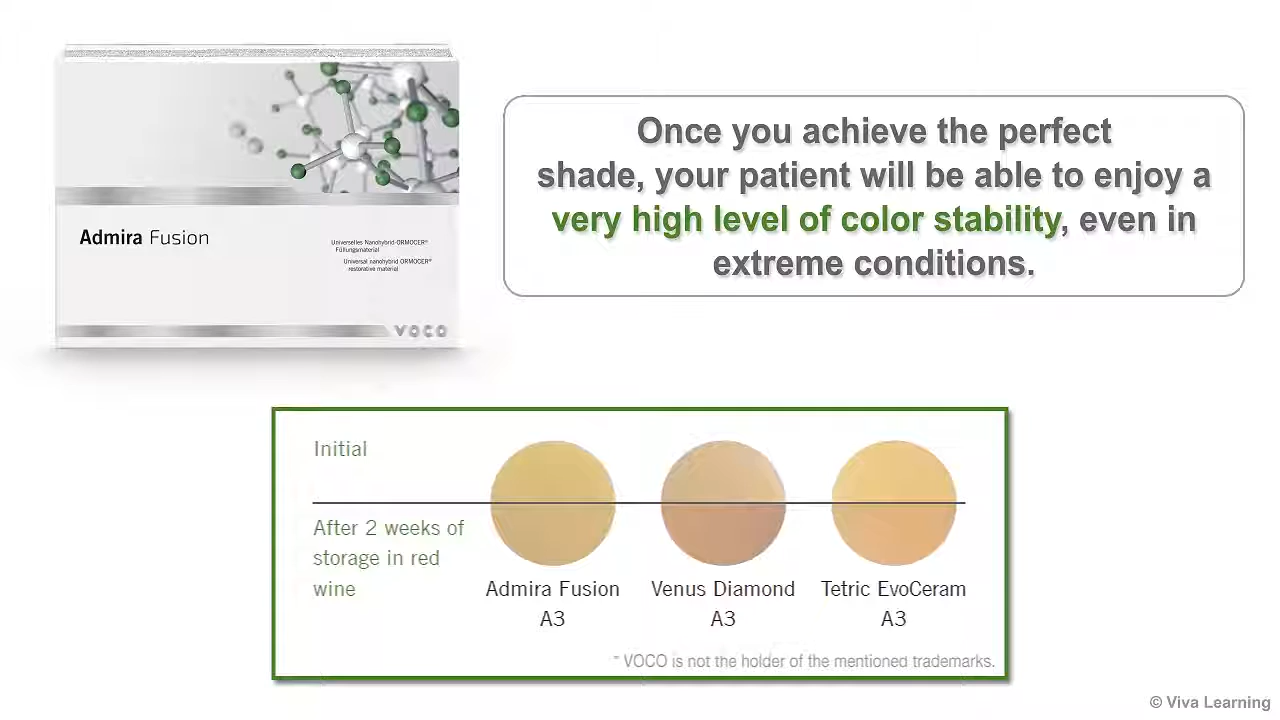 Once you achieve the perfect
shade, your patient will be able to enjoy a
very high level of color stability, even in
extreme conditions.
Admira Fusion
Universelles Nanohybrid-ORMOCER®
Füllungsmaterial
Universal nanohybrid ORMOCER®
restorative material
VOCO
Initial
After 2 weeks of
storage in red
wine
Admira Fusion
A3
Venus Diamond
A3
Tetric EvoCeram
A3
* VOCO is not the holder of the mentioned trademarks.
© Viva Learning